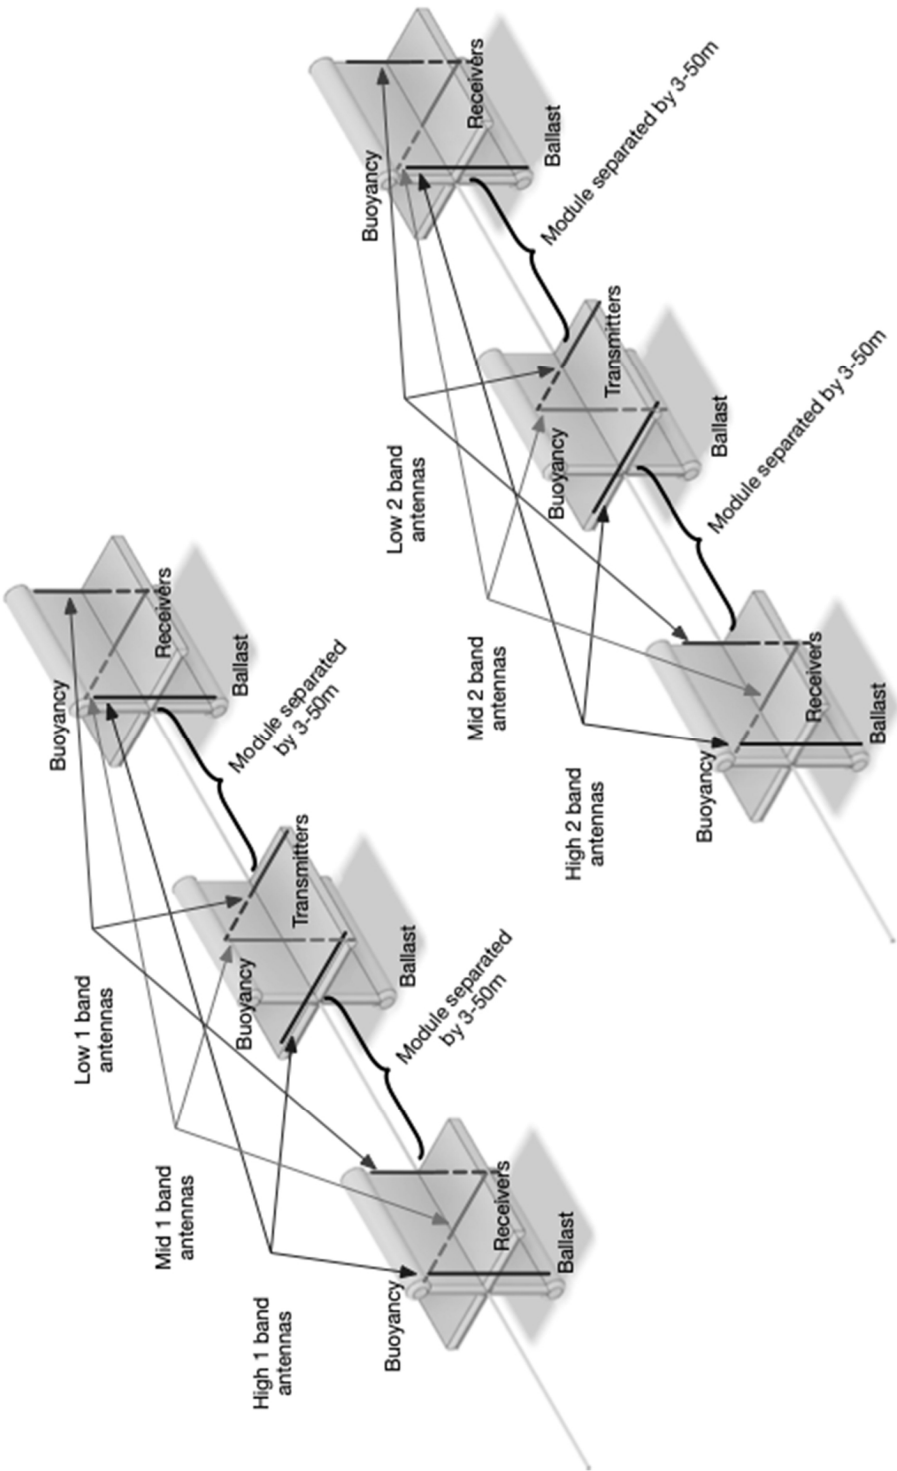 High 1 band
antennas
Mid 1 band
antennas
Low 1 band
antennas
Buoyancy
Receivers
Ballast
Module separated
by 3-50m
Buoyancy
Transmitters
Ballast
Module separated
by 3-50m
Buoyancy
Receivers
Ballast
High 2 band
antennas
Mid 2 band
antennas
Low 2 band
antennas
Buoyancy
Receivers
Ballast
Module separated by 3-50m
Buoyancy
Transmitters
Ballast
Module separated by 3-50m
Buoyancy
Receivers
Ballast